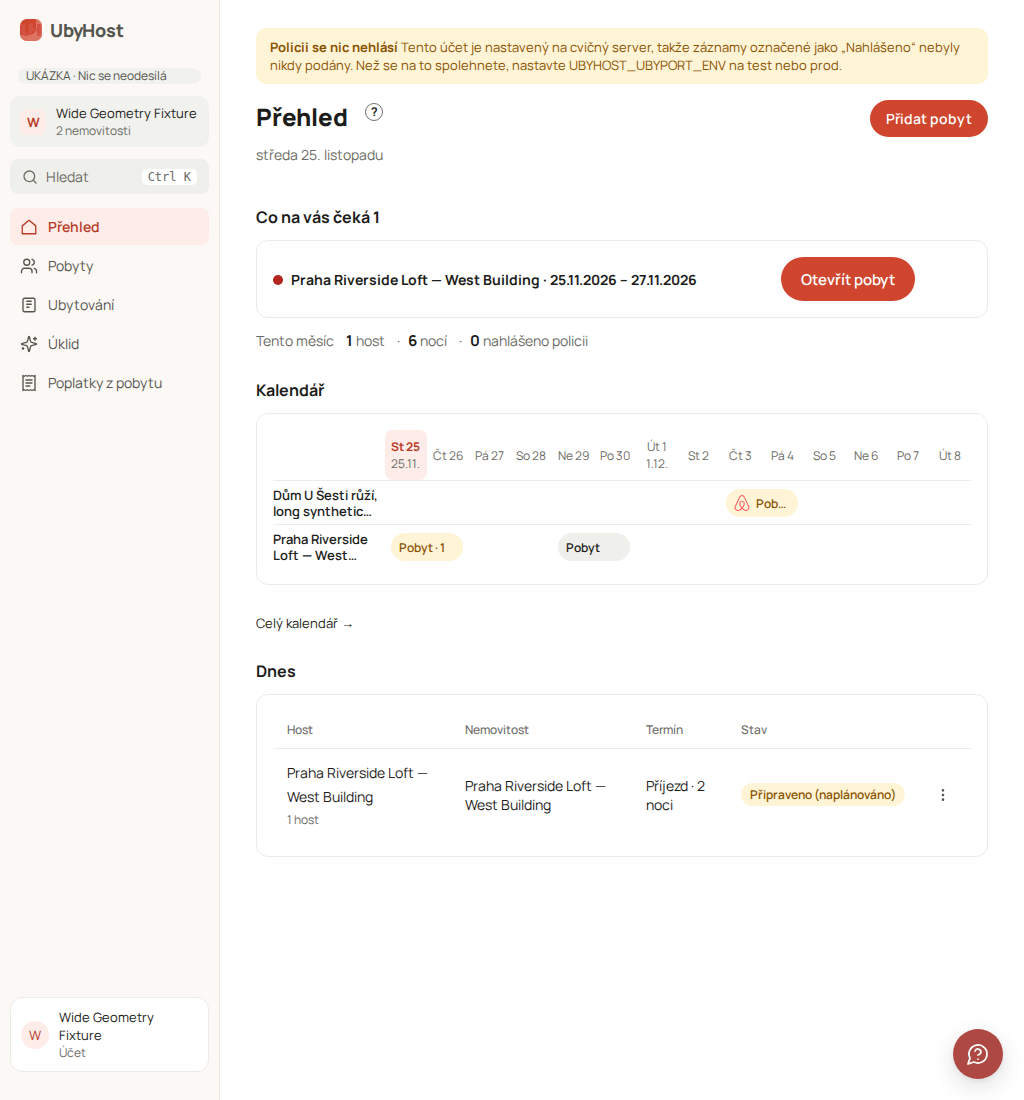 UbyHost
UKÁZKA · Nic se neodesílá
W
Wide Geometry Fixture
2 nemovitosti
Hledat
Ctrl K
Přehled
Pobyty
Ubytování
Úklid
Poplatky z pobytu
W
Wide Geometry
Fixture
Účet
Policii se nic nehlásí Tento účet je nastavený na cvičný server, takže záznamy označené jako „Nahlášeno“ nebyly
nikdy podány. Než se na to spolehnete, nastavte UBYHOST_UBYPORT_ENV na test nebo prod.
Přehled
?
Přidat pobyt
středa 25. listopadu
Co na vás čeká 1
Praha Riverside Loft — West Building · 25.11.2026 – 27.11.2026
Otevřít pobyt
Tento měsíc 1 host · 6 nocí · 0 nahlášeno policii
Kalendář
St 25
25.11.
Čt 26
Pá 27
So 28
Ne 29
Po 30
Út 1
1.12.
St 2
Čt 3
Pá 4
So 5
Ne 6
Po 7
Út 8
Dům U Šesti růží,
long synthetic…
Pob…
Praha Riverside
Loft — West…
Pobyt · 1
Pobyt
Celý kalendář →
Dnes
Host
Nemovitost
Termín
Stav
Praha Riverside Loft —
West Building
1 host
Praha Riverside Loft —
West Building
Příjezd · 2
noci
Připraveno (naplánováno)